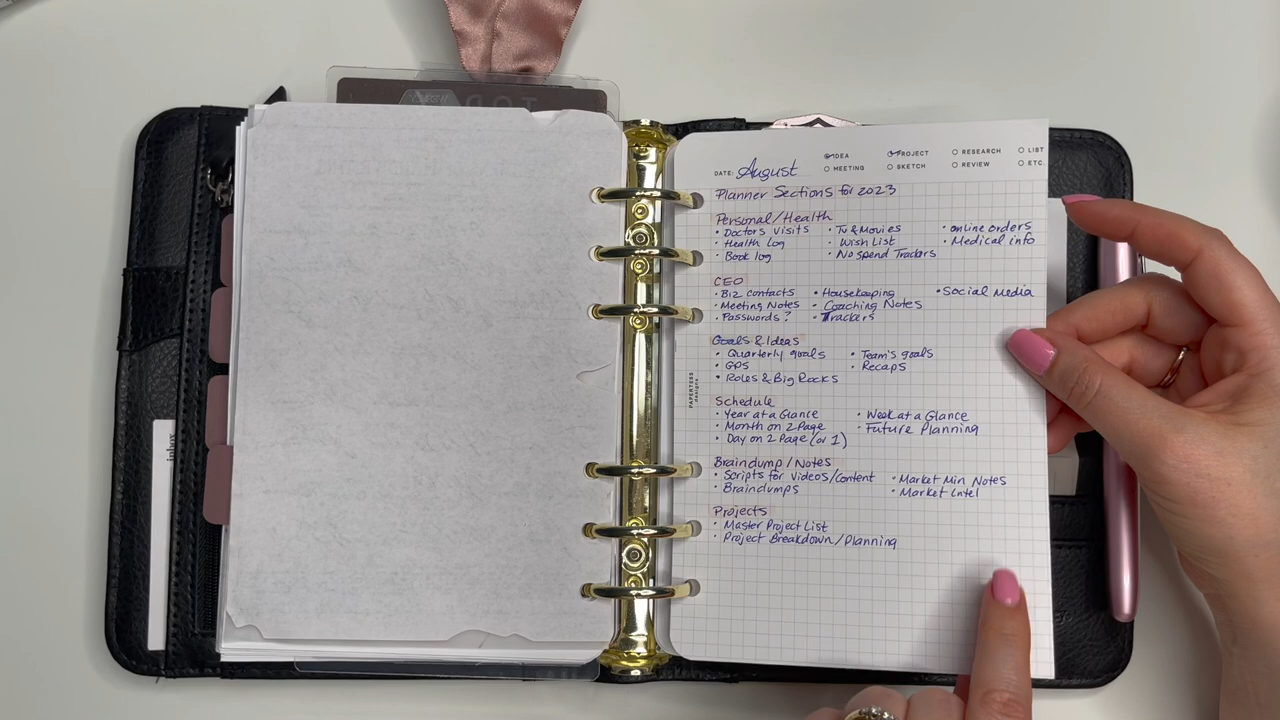 IDEA PROJECT RESEARCH LIST
DATE: August MEETING SKETCH REVIEW ETC.
Planner Sections for 2023
Personal/Health
• Doctors visits • Tv & Movies • online orders
• Health Log • Wish List • Medical info
• Book log • No spend Trackers
CEO
• Biz contacts • Housekeeping • Social Media
• Meeting Notes • Coaching Notes
• Passwords? • Trackers
Goals & Ideas
• Quarterly goals • Team's goals
• GPS • Recaps
• Roles & Big Rocks
Schedule
• Year at a Glance • Week at a Glance
• Month on 2 Page • Future Planning
• Day on 2 Page (or 1)
Braindump/Notes
• Scripts for Videos/Content • Market Min Notes
• Braindumps • Market Intel
Projects
• Master Project List
• Project Breakdown/Planning
PAPERTESS
designs
inbox